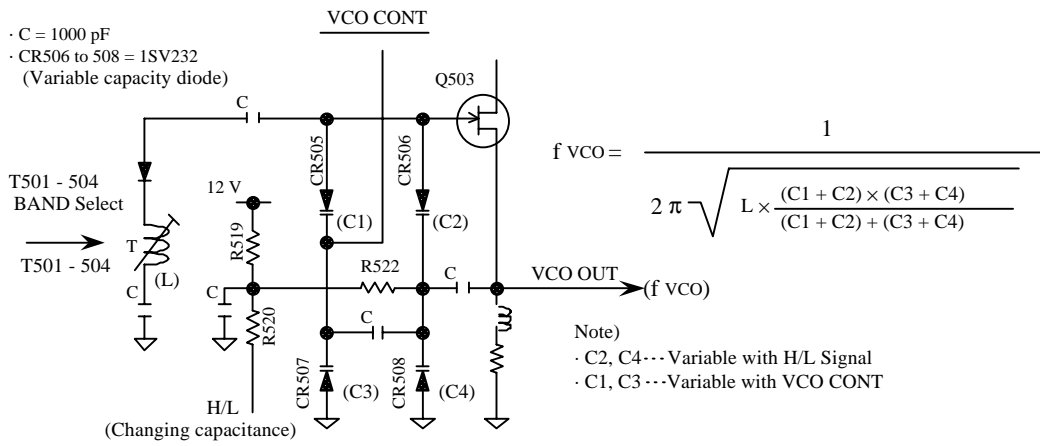 VCO CONT
· C = 1000 pF
· CR506 to 508 = 1SV232
(Variable capacity diode)
Q503
C
CR505
CR506
1
f VCO =
2 π √ L × (C1 + C2) × (C3 + C4)
(C1 + C2) + (C3 + C4)
T501 - 504
BAND Select
12 V
(C1)
(C2)
R519
T
T501 - 504
(L)
R522
C
VCO OUT
(f VCO)
C
C
R520
C
Note)
· C2, C4 ··· Variable with H/L Signal
· C1, C3 ··· Variable with VCO CONT
CR507
(C3)
CR508
(C4)
H/L
(Changing capacitance)